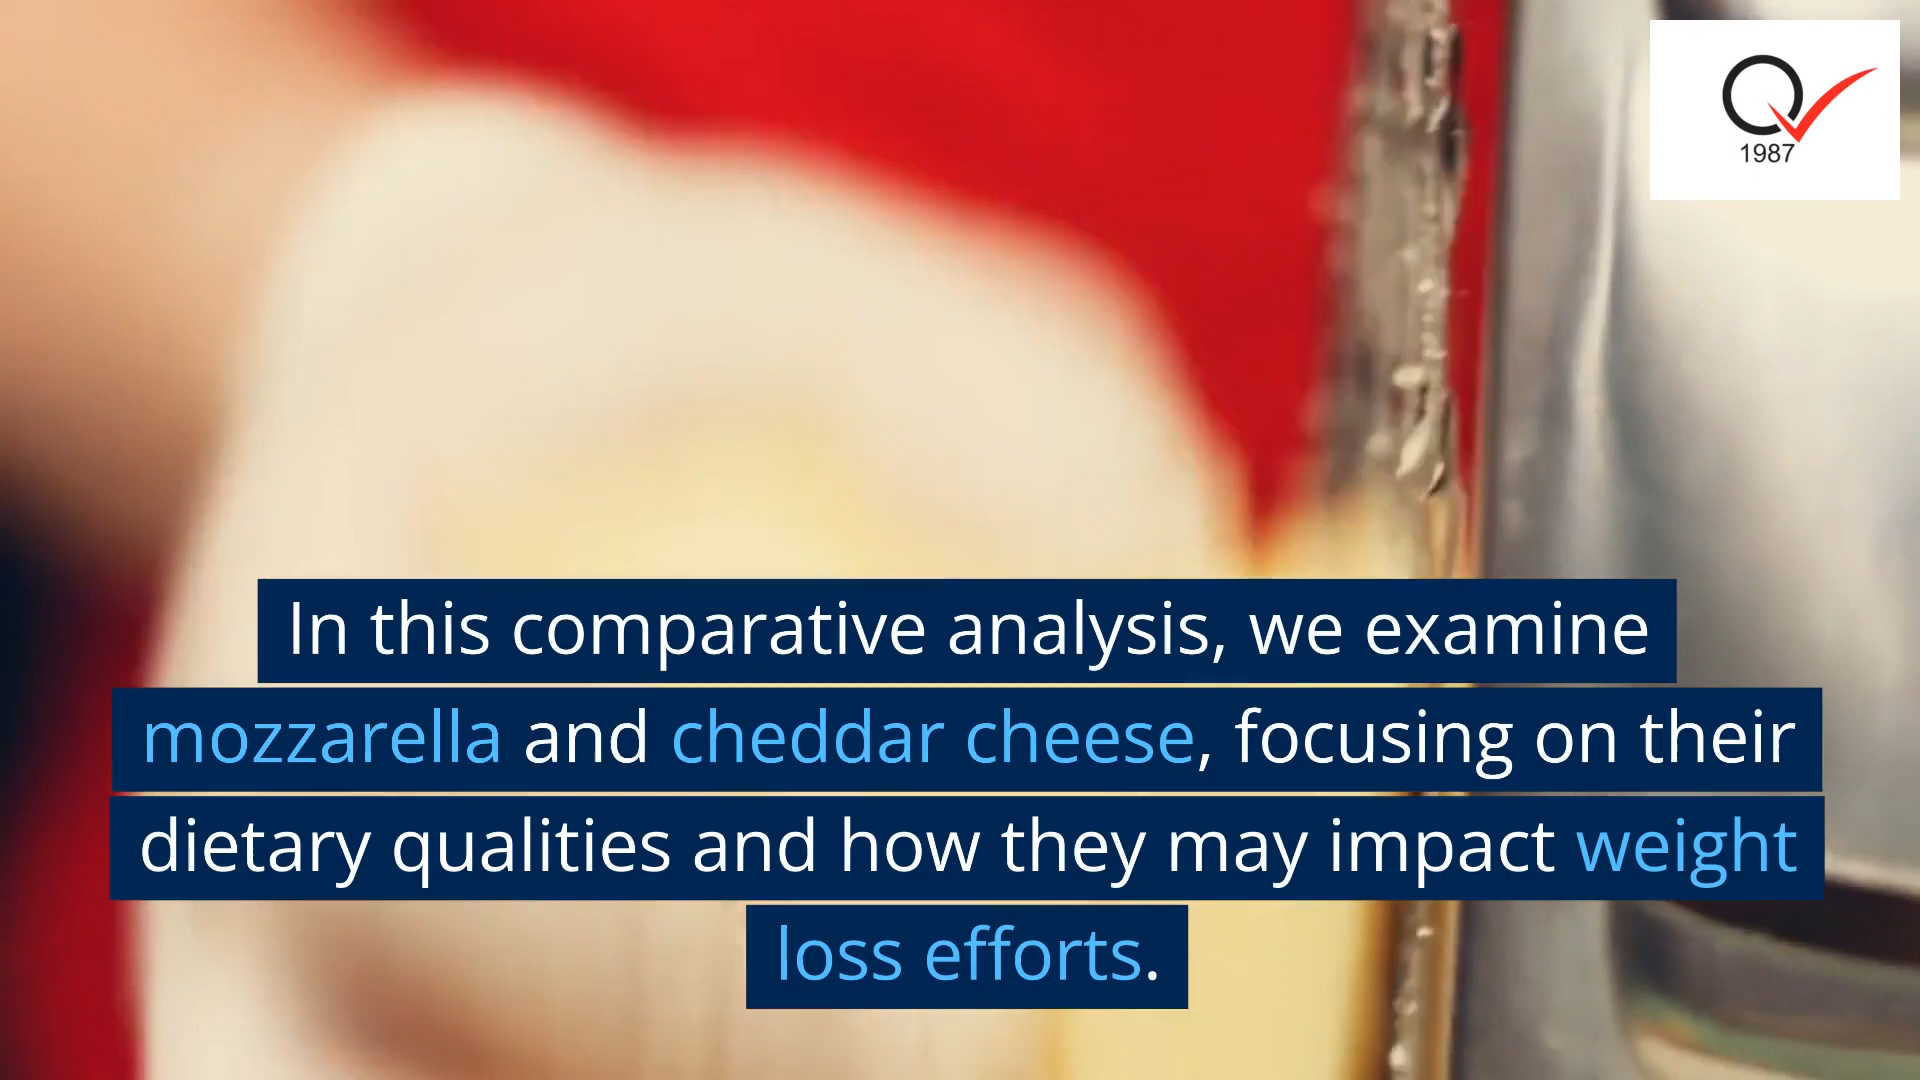 Q
1987
In this comparative analysis, we examine
mozzarella and cheddar cheese, focusing on their
dietary qualities and how they may impact weight
loss efforts.